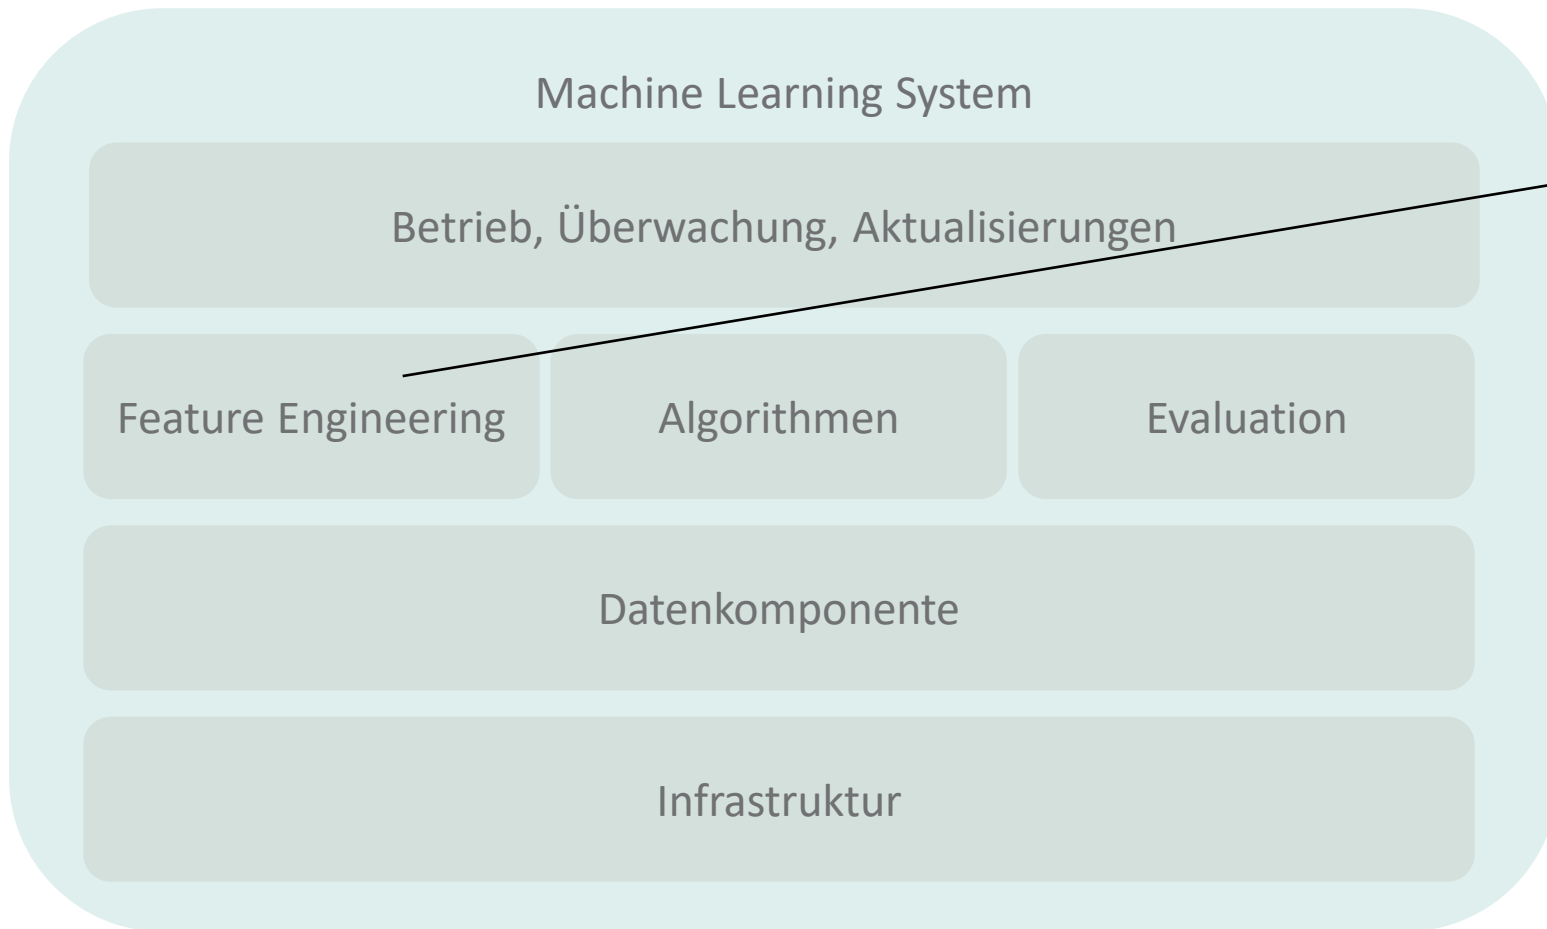 Machine Learning System
Betrieb, Überwachung, Aktualisierungen
Feature Engineering
Algorithmen
Evaluation
Datenkomponente
Infrastruktur